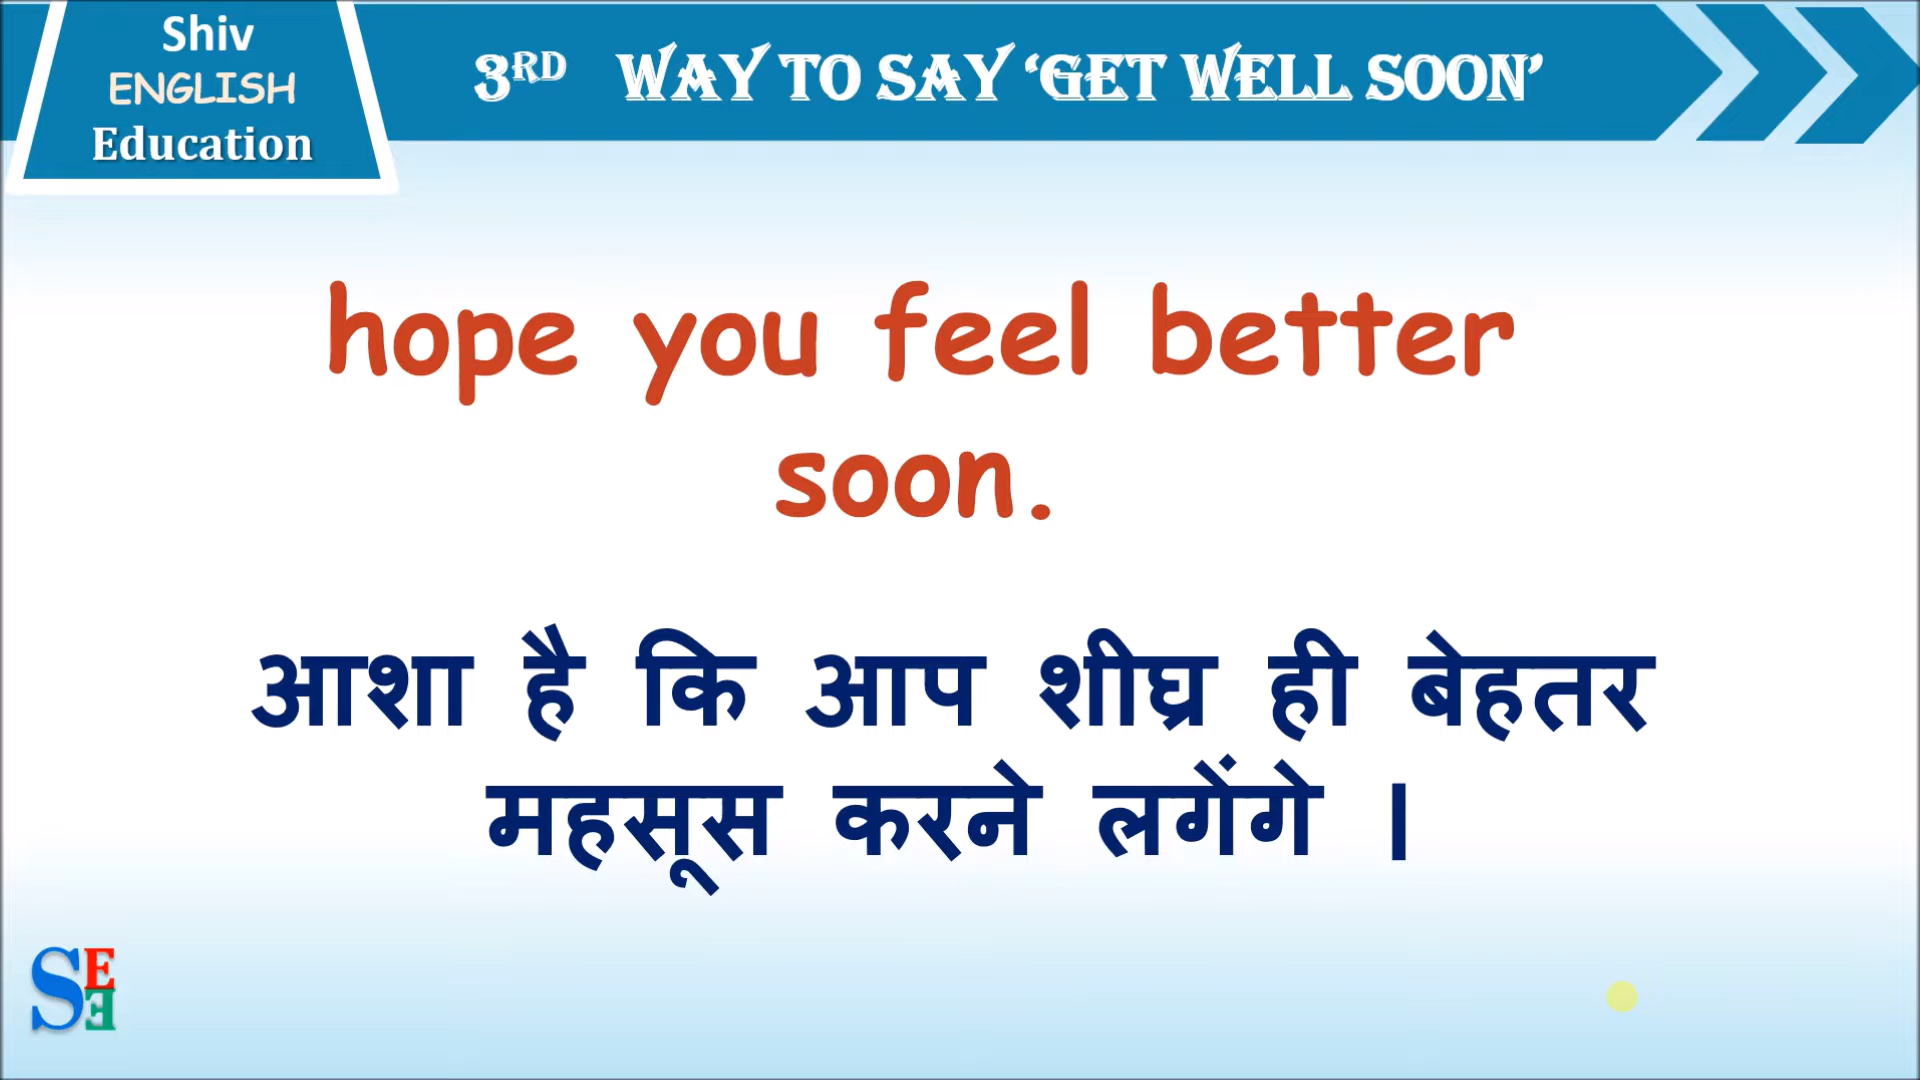 Shiv
ENGLISH
Education
3RD WAY TO SAY ‘GET WELL SOON’
hope you feel better
soon.
आशा है कि आप शीघ्र ही बेहतर
महसूस करने लगेंगे ।
SEE